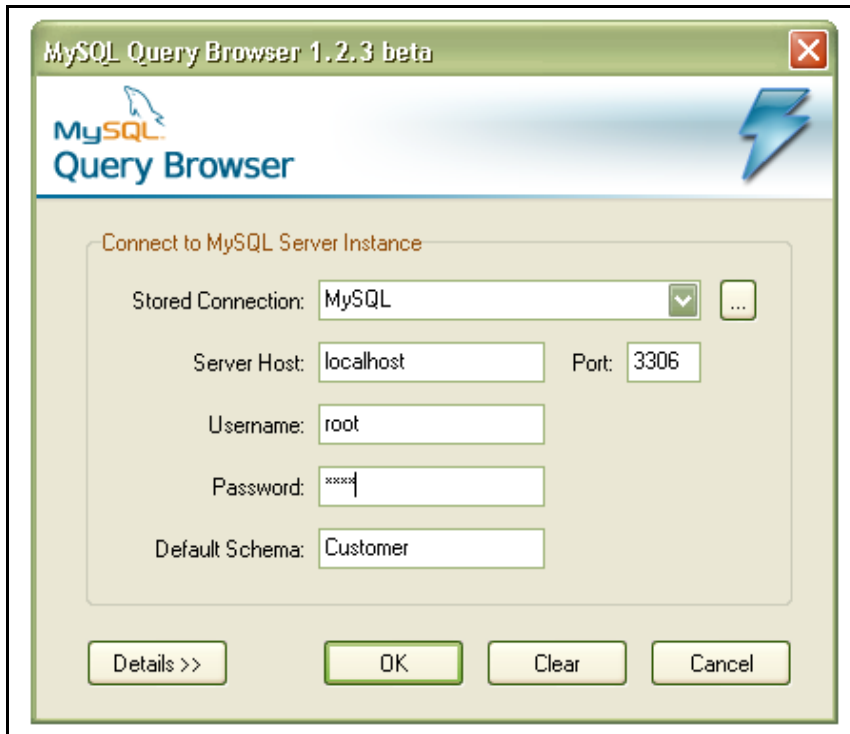 MySQL Query Browser 1.2.3 beta
MySQL
Query Browser
Connect to MySQL Server Instance
Stored Connection: MySQL ...
Server Host: localhost Port: 3306
Username: root
Password: ****
Default Schema: Customer
Details >> OK Clear Cancel